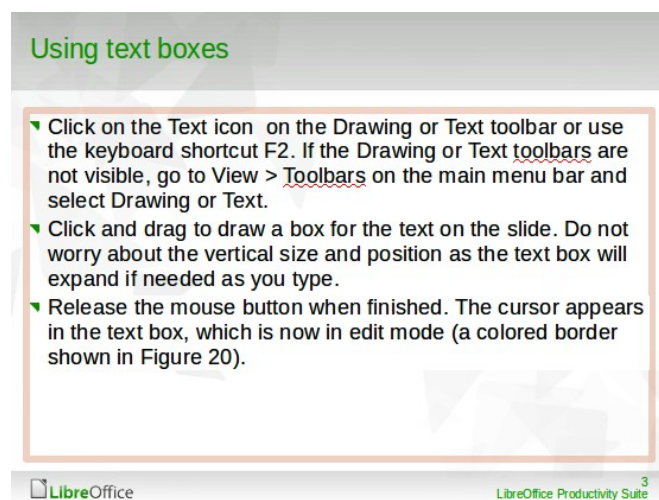 Using text boxes
Click on the Text icon  on the Drawing or Text toolbar or use
the keyboard shortcut F2. If the Drawing or Text toolbars are
not visible, go to View > Toolbars on the main menu bar and
select Drawing or Text.
Click and drag to draw a box for the text on the slide. Do not
worry about the vertical size and position as the text box will
expand if needed as you type.
Release the mouse button when finished. The cursor appears
in the text box, which is now in edit mode (a colored border
shown in Figure 20).
LibreOffice
3
LibreOffice Productivity Suite